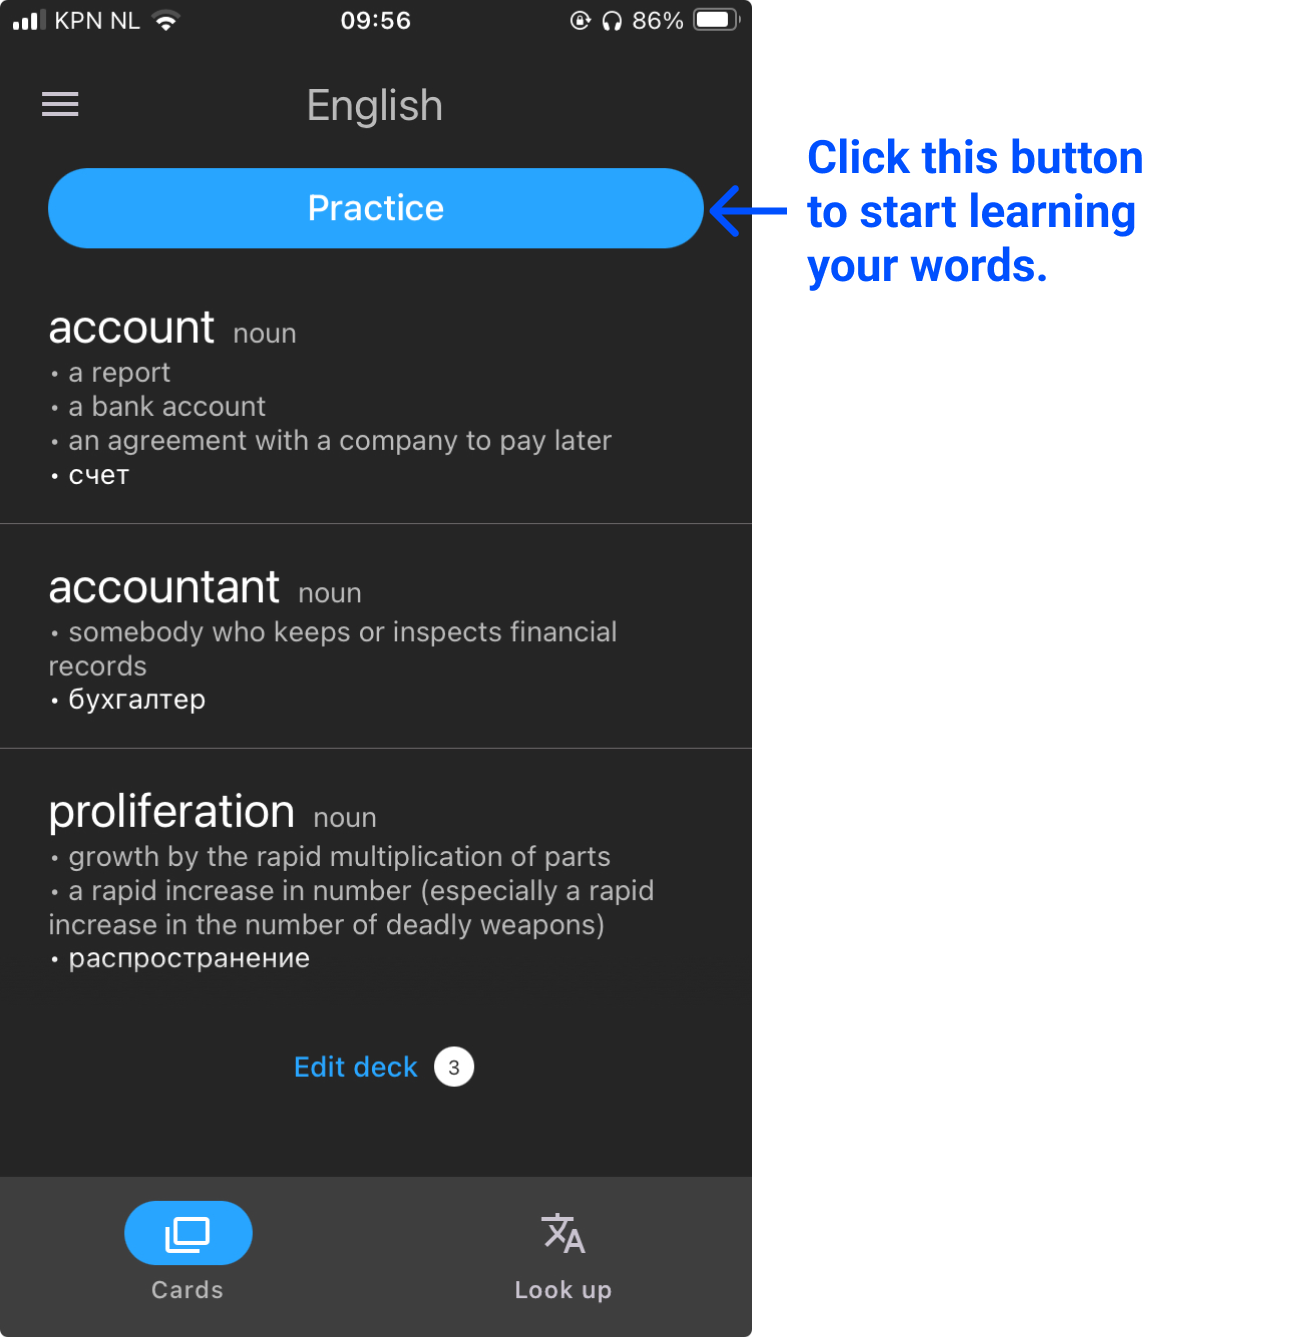 KPN NL 09:56 86%
English
Practice
Click this button
to start learning
your words.
account noun
• a report
• a bank account
• an agreement with a company to pay later
• счет
accountant noun
• somebody who keeps or inspects financial
records
• бухгалтер
proliferation noun
• growth by the rapid multiplication of parts
• a rapid increase in number (especially a rapid
increase in the number of deadly weapons)
• распространение
Edit deck 3
Cards Look up